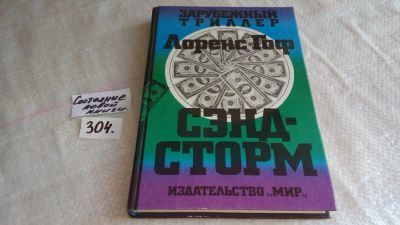 ЗАРУБЕЖНЫЙ
ТРИЛЛЕР
Лоренс Гоф
СЭНД-
СТОРМ
ИЗДАТЕЛЬСТВО „МИР„
Состояние
новой
книги.
304.